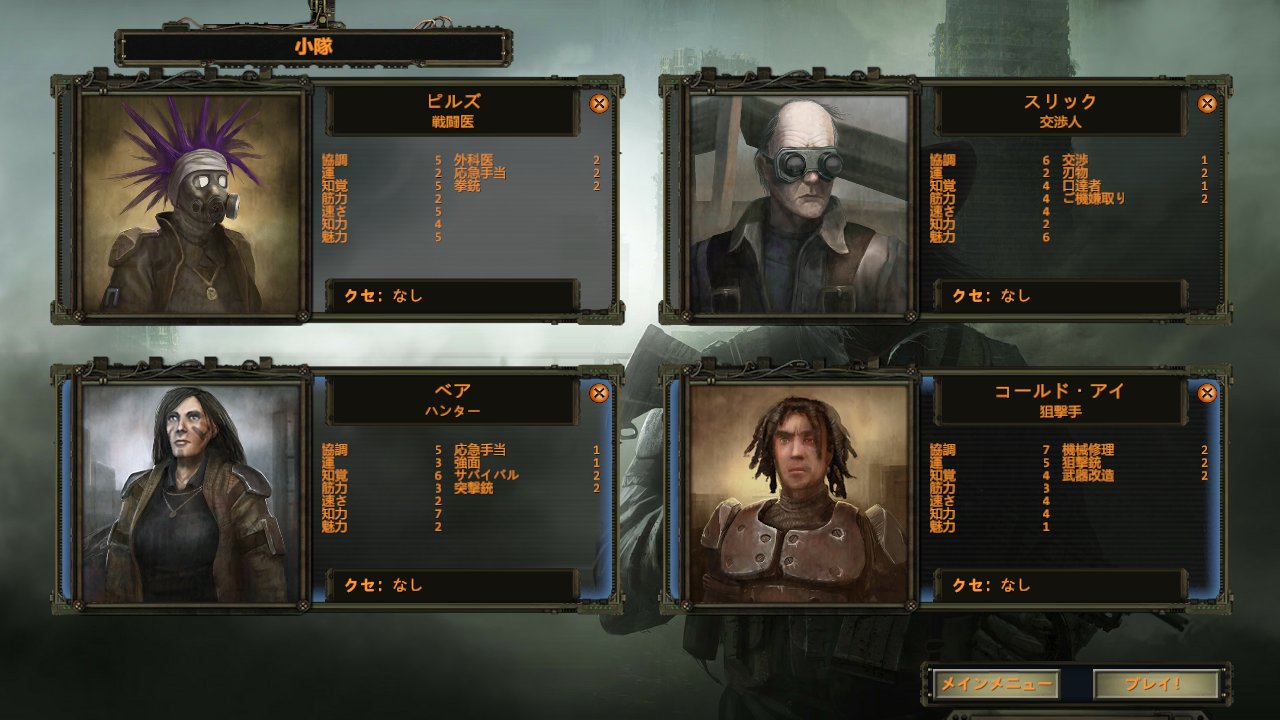 小隊
ピルズ
戦闘医
協調 5 外科医 2
運 2 応急手当 2
知覚 5 拳銃 2
筋力 2
速さ 5
知力 4
魅力 5
クセ: なし
スリック
交渉人
協調 6 交渉 1
運 2 刃物 2
知覚 4 口達者 1
筋力 4 ご機嫌取り 2
速さ 4
知力 2
魅力 6
クセ: なし
ベア
ハンター
協調 5 応急手当 1
運 3 強面 1
知覚 6 サバイバル 2
筋力 3 突撃銃 2
速さ 2
知力 7
魅力 2
クセ: なし
コールド・アイ
狙撃手
協調 7 機械修理 2
運 5 狙撃銃 2
知覚 4 武器改造 2
筋力 3
速さ 4
知力 4
魅力 1
クセ: なし
メインメニュー
プレイ!